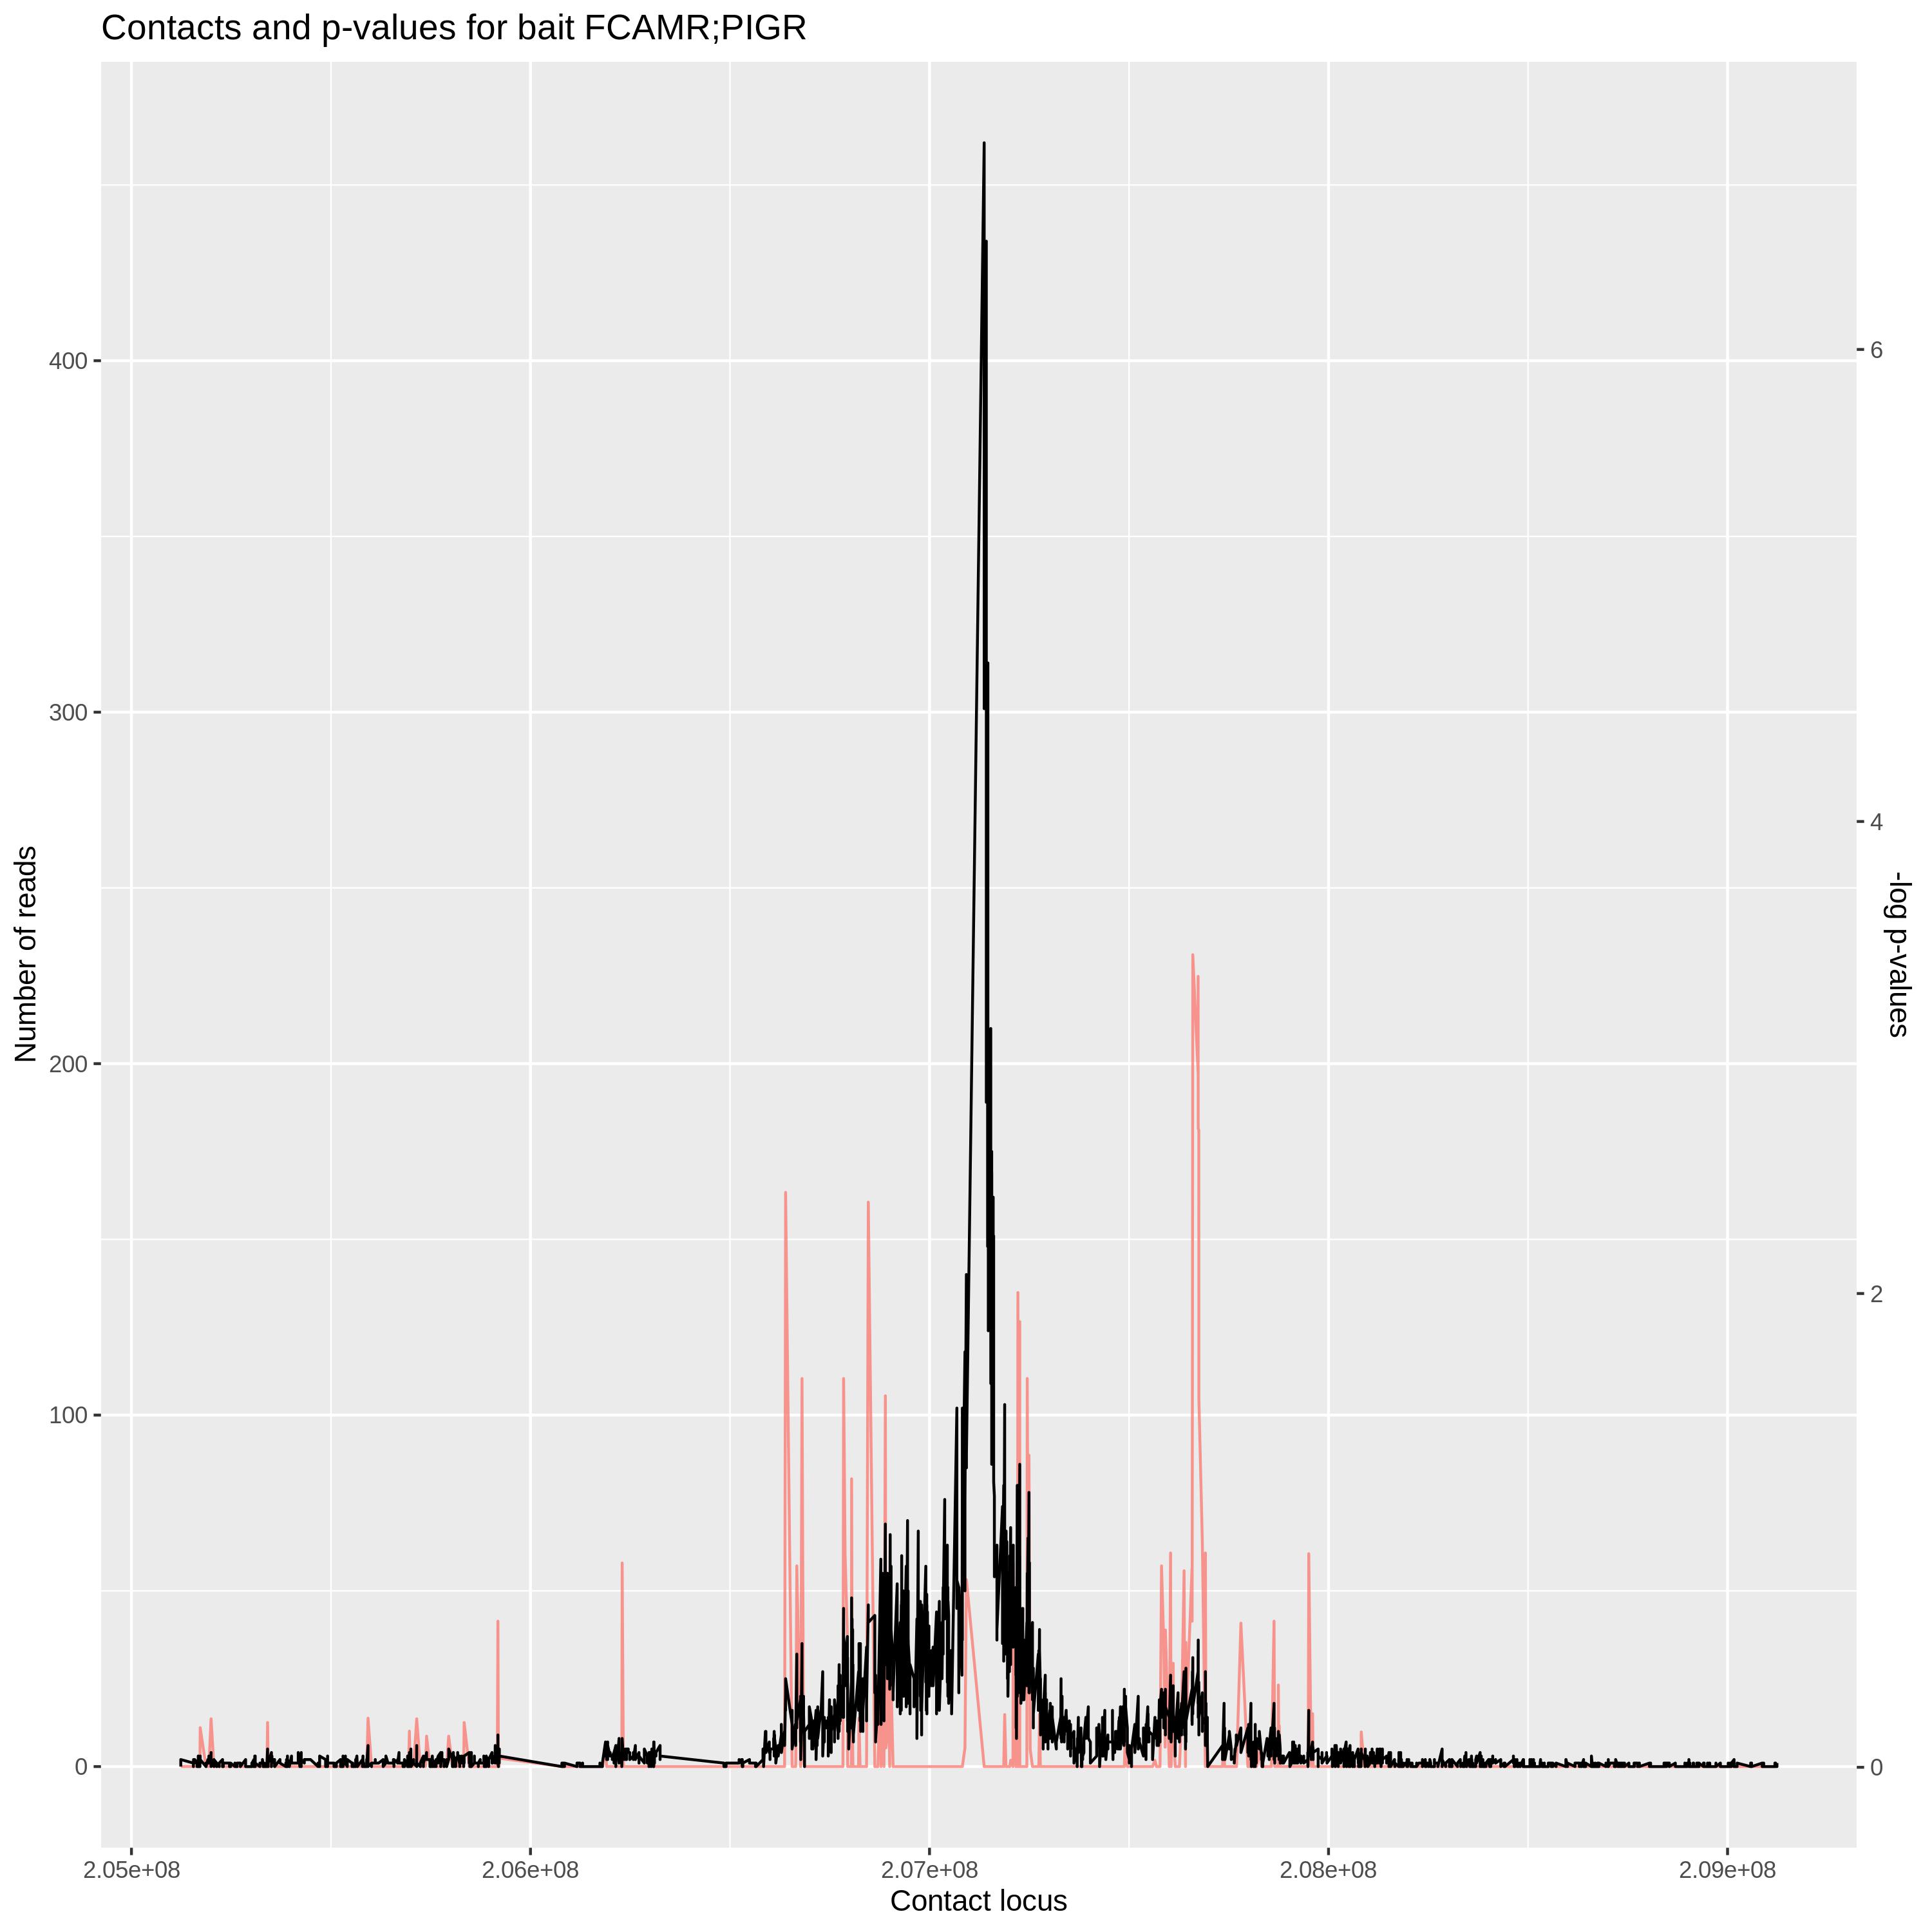 Contacts and p-values for bait FCAMR;PIGR
400
300
200
100
0
Number of reads
6
4
2
0
-log p-values
2.05e+08
2.06e+08
2.07e+08
2.08e+08
2.09e+08
Contact locus